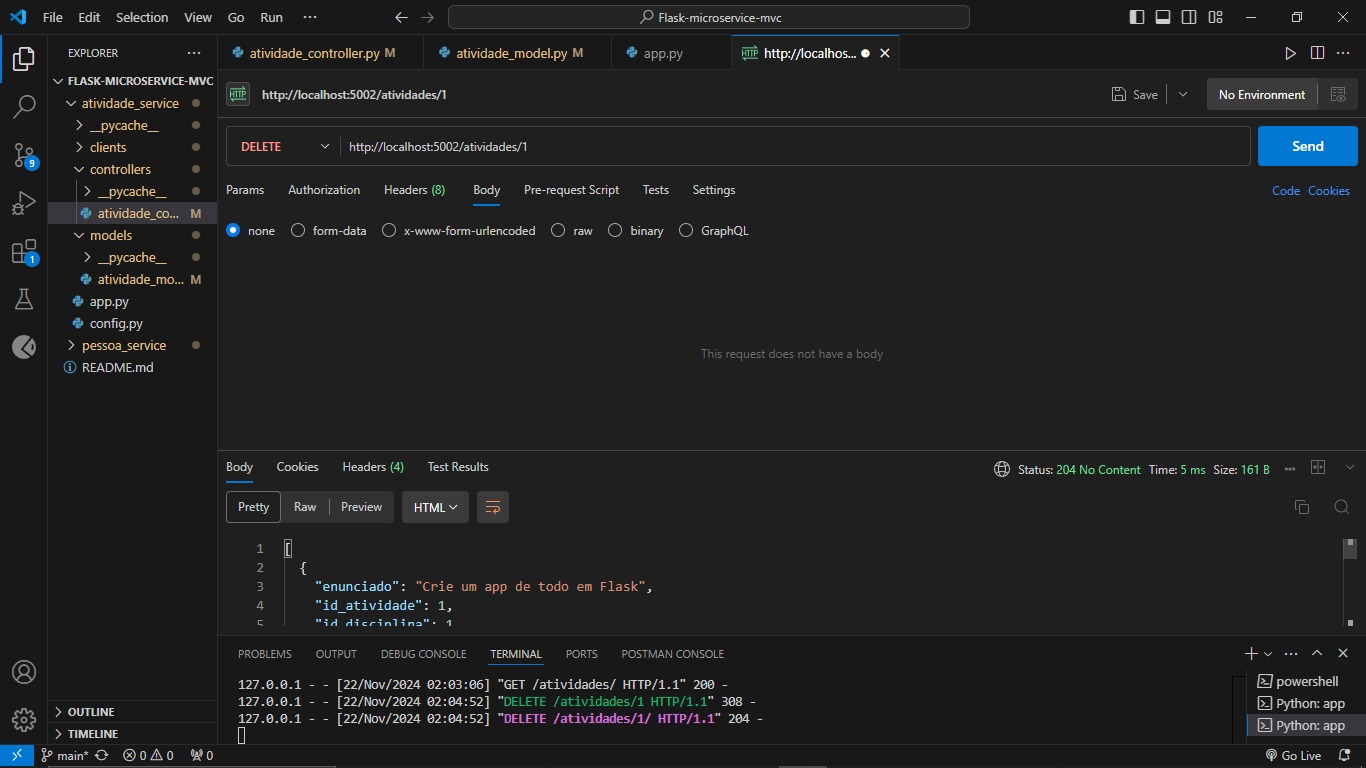 File Edit Selection View Go Run ··· Flask-microservice-mvc
EXPLORER ···
FLASK-MICROSERVICE-MVC
atividade_service
__pycache__
clients
controllers
__pycache__
atividade_co... M
models
__pycache__
atividade_mo... M
app.py
config.py
pessoa_service
README.md
OUTLINE
TIMELINE
9
1
atividade_controller.py M atividade_model.py M app.py HTTP http://localhos...
HTTP http://localhost:5002/atividades/1 Save No Environment
DELETE http://localhost:5002/atividades/1 Send
Params Authorization Headers (8) Body Pre-request Script Tests Settings Code Cookies
none form-data x-www-form-urlencoded raw binary GraphQL
This request does not have a body
Body Cookies Headers (4) Test Results Status: 204 No Content Time: 5 ms Size: 161 B
Pretty Raw Preview HTML
1 [
2 {
3 "enunciado": "Crie um app de todo em Flask",
4 "id_atividade": 1,
5 "id_disciplina": 1
PROBLEMS OUTPUT DEBUG CONSOLE TERMINAL PORTS POSTMAN CONSOLE
127.0.0.1 - - [22/Nov/2024 02:03:06] "GET /atividades/ HTTP/1.1" 200 -
127.0.0.1 - - [22/Nov/2024 02:04:52] "DELETE /atividades/1 HTTP/1.1" 308 -
127.0.0.1 - - [22/Nov/2024 02:04:52] "DELETE /atividades/1/ HTTP/1.1" 204 -
powershell
Python: app
Python: app
main* 0 0 0 Go Live